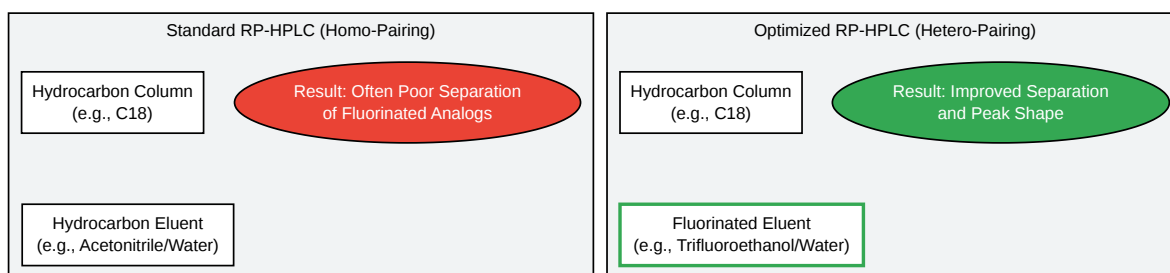 Standard RP-HPLC (Homo-Pairing)
Hydrocarbon Column
(e.g., C18)
Result: Often Poor Separation
of Fluorinated Analogs
Hydrocarbon Eluent
(e.g., Acetonitrile/Water)
Optimized RP-HPLC (Hetero-Pairing)
Hydrocarbon Column
(e.g., C18)
Result: Improved Separation
and Peak Shape
Fluorinated Eluent
(e.g., Trifluoroethanol/Water)